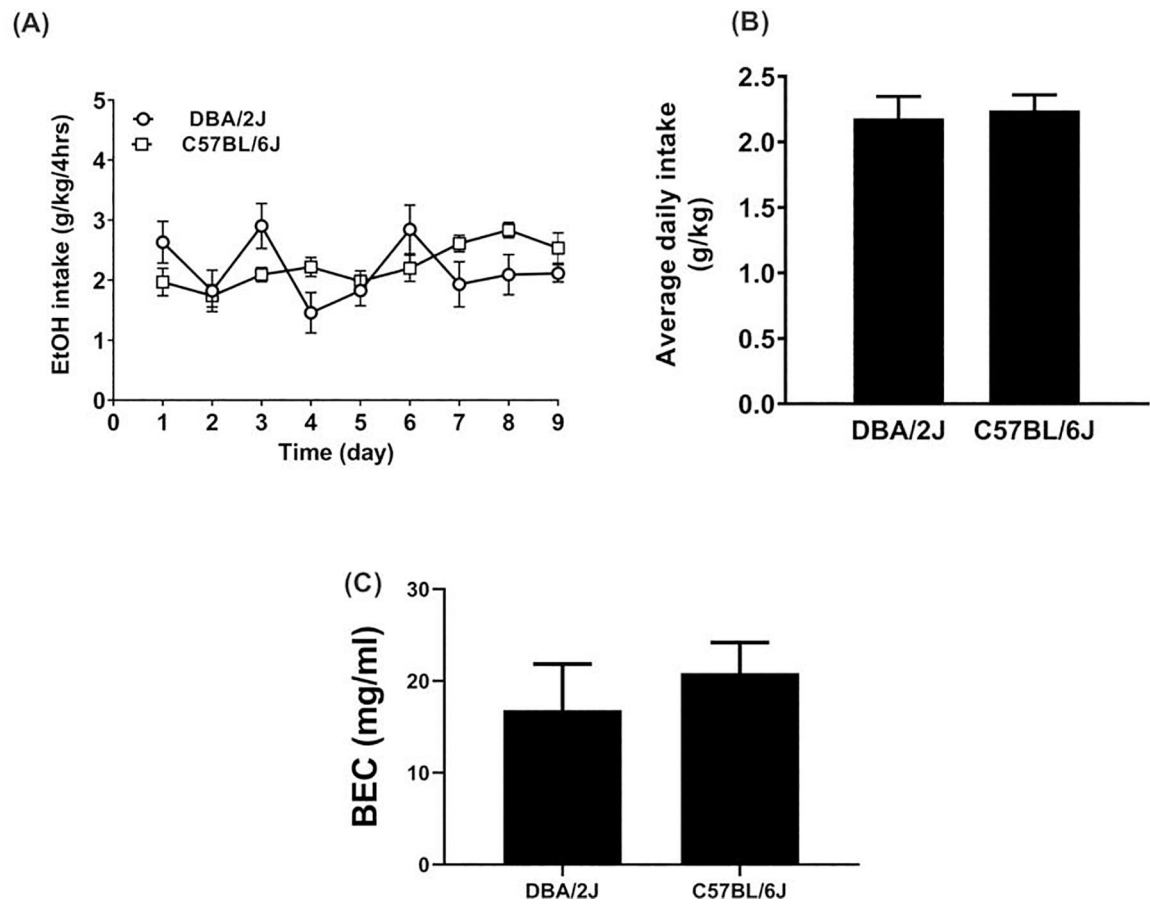 (A)
EtOH intake (g/kg/4hrs)
5
4
3
2
1
0
DBA/2J
C57BL/6J
0 1 2 3 4 5 6 7 8 9
Time (day)
(B)
Average daily intake
(g/kg)
2.5
2.0
1.5
1.0
0.5
0.0
DBA/2J C57BL/6J
(C)
BEC (mg/ml)
30
20
10
0
DBA/2J C57BL/6J